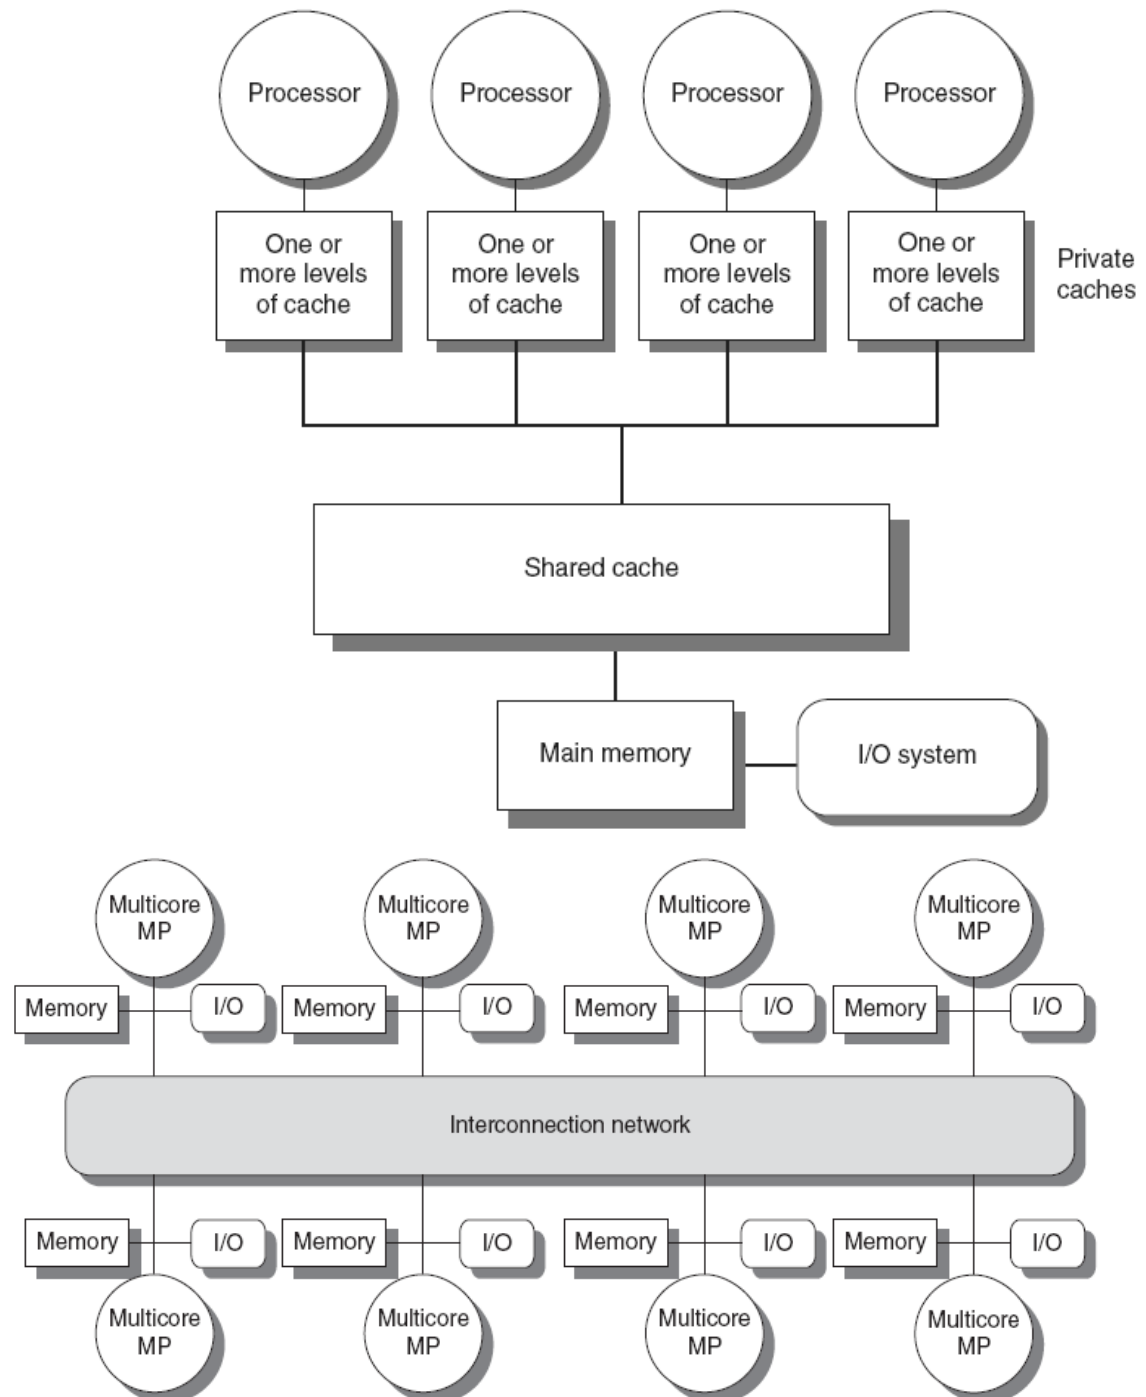 Processor
Processor
Processor
Processor
One or
more levels
of cache
One or
more levels
of cache
One or
more levels
of cache
One or
more levels
of cache
Private
caches
Shared cache
Main memory
I/O system
Multicore
MP
Multicore
MP
Multicore
MP
Multicore
MP
Memory
I/O
Memory
I/O
Memory
I/O
Memory
I/O
Interconnection network
Memory
I/O
Memory
I/O
Memory
I/O
Memory
I/O
Multicore
MP
Multicore
MP
Multicore
MP
Multicore
MP